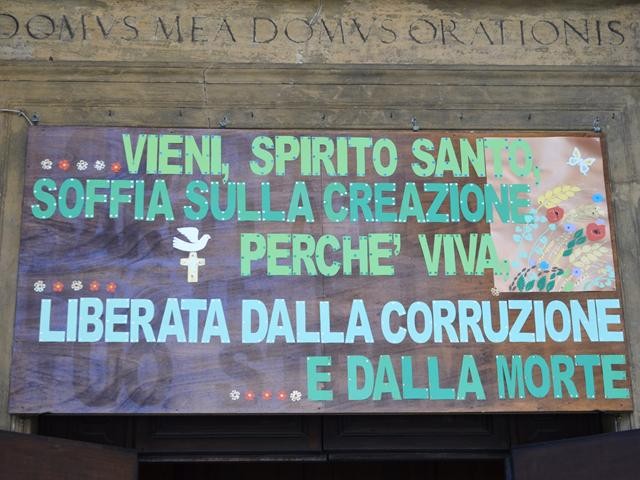 DOMVS MEA DOMVS ORATIONIS
VIENI, SPIRITO SANTO,
SOFFIA SULLA CREAZIONE
PERCHE' VIVA,
LIBERATA DALLA CORRUZIONE
E DALLA MORTE